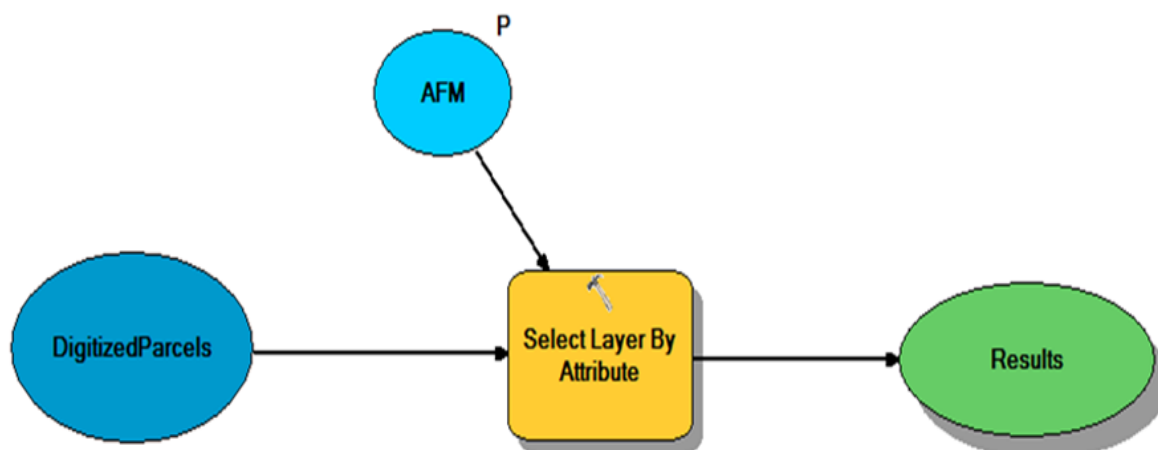 P
AFM
DigitizedParcels
Select Layer By
Attribute
Results